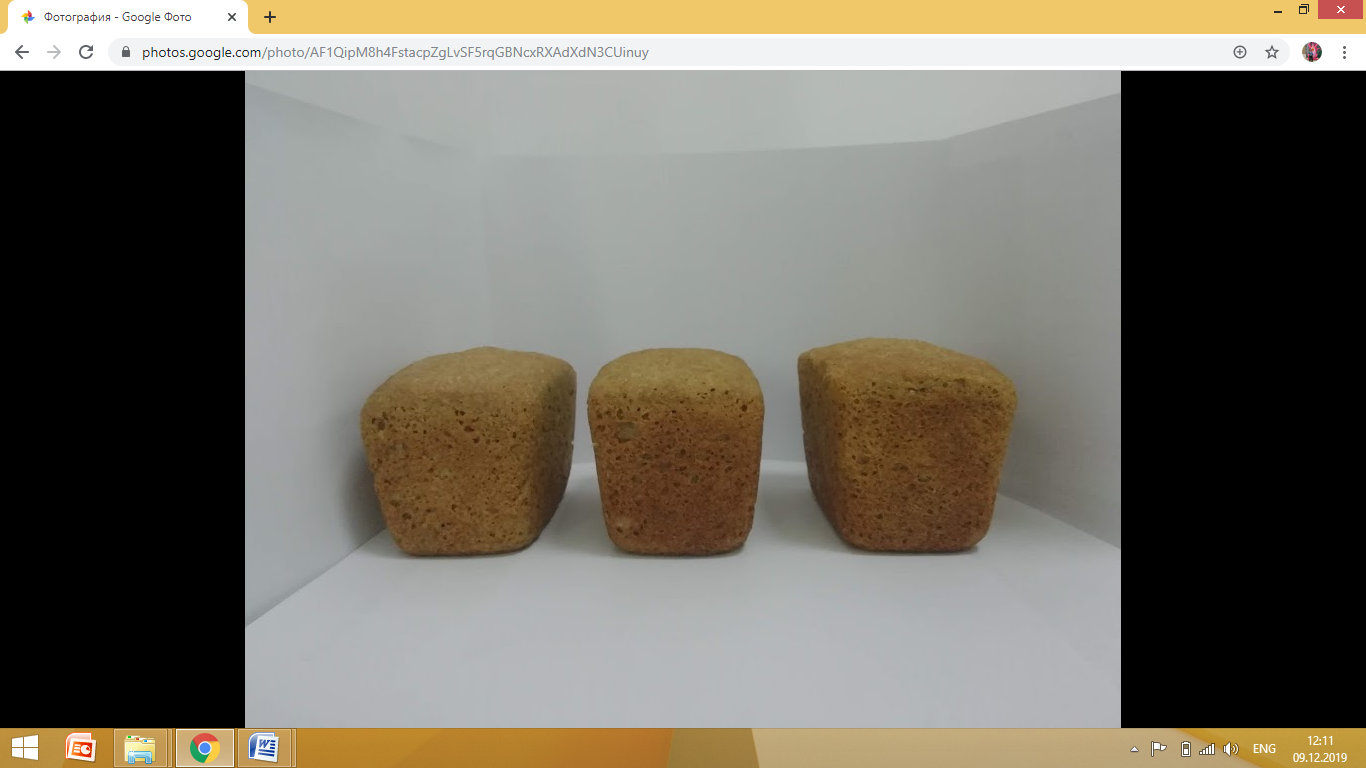 Фотография - Google Фото
photos.google.com/photo/AF1QipM8h4FstacpZgLvSF5rqGBNcxRXAdXdN3CUinuy
ENG
12:11
09.12.2019